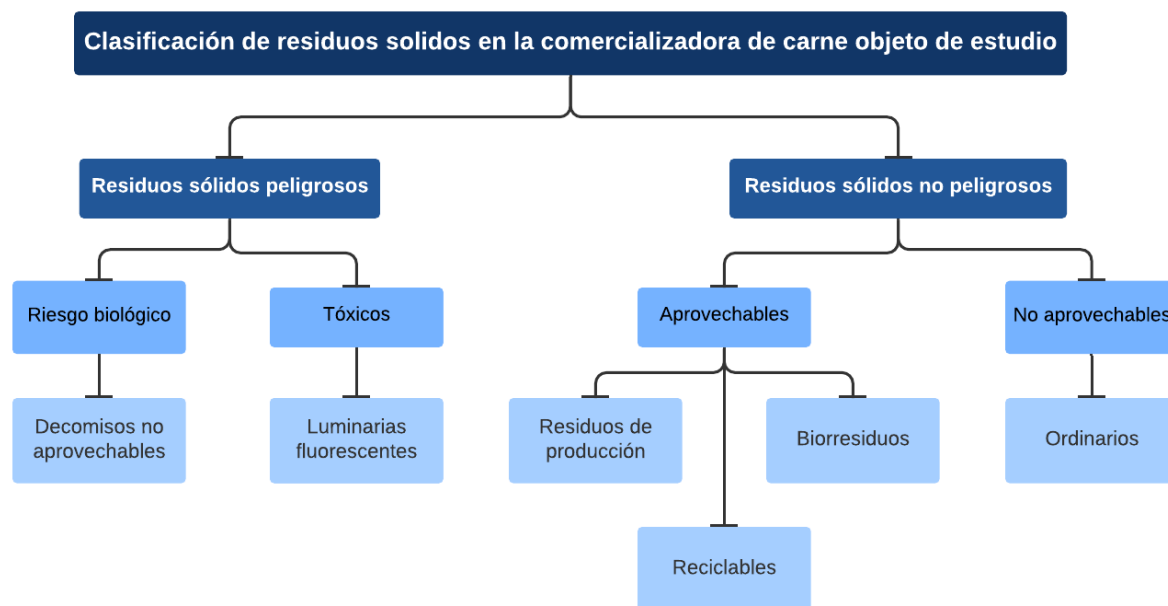 Clasificación de residuos solidos en la comercializadora de carne objeto de estudio
Residuos sólidos peligrosos
Residuos sólidos no peligrosos
Riesgo biológico
Tóxicos
Aprovechables
No aprovechables
Decomisos no
aprovechables
Luminarias
fluorescentes
Residuos de
producción
Biorresiduos
Ordinarios
Reciclables